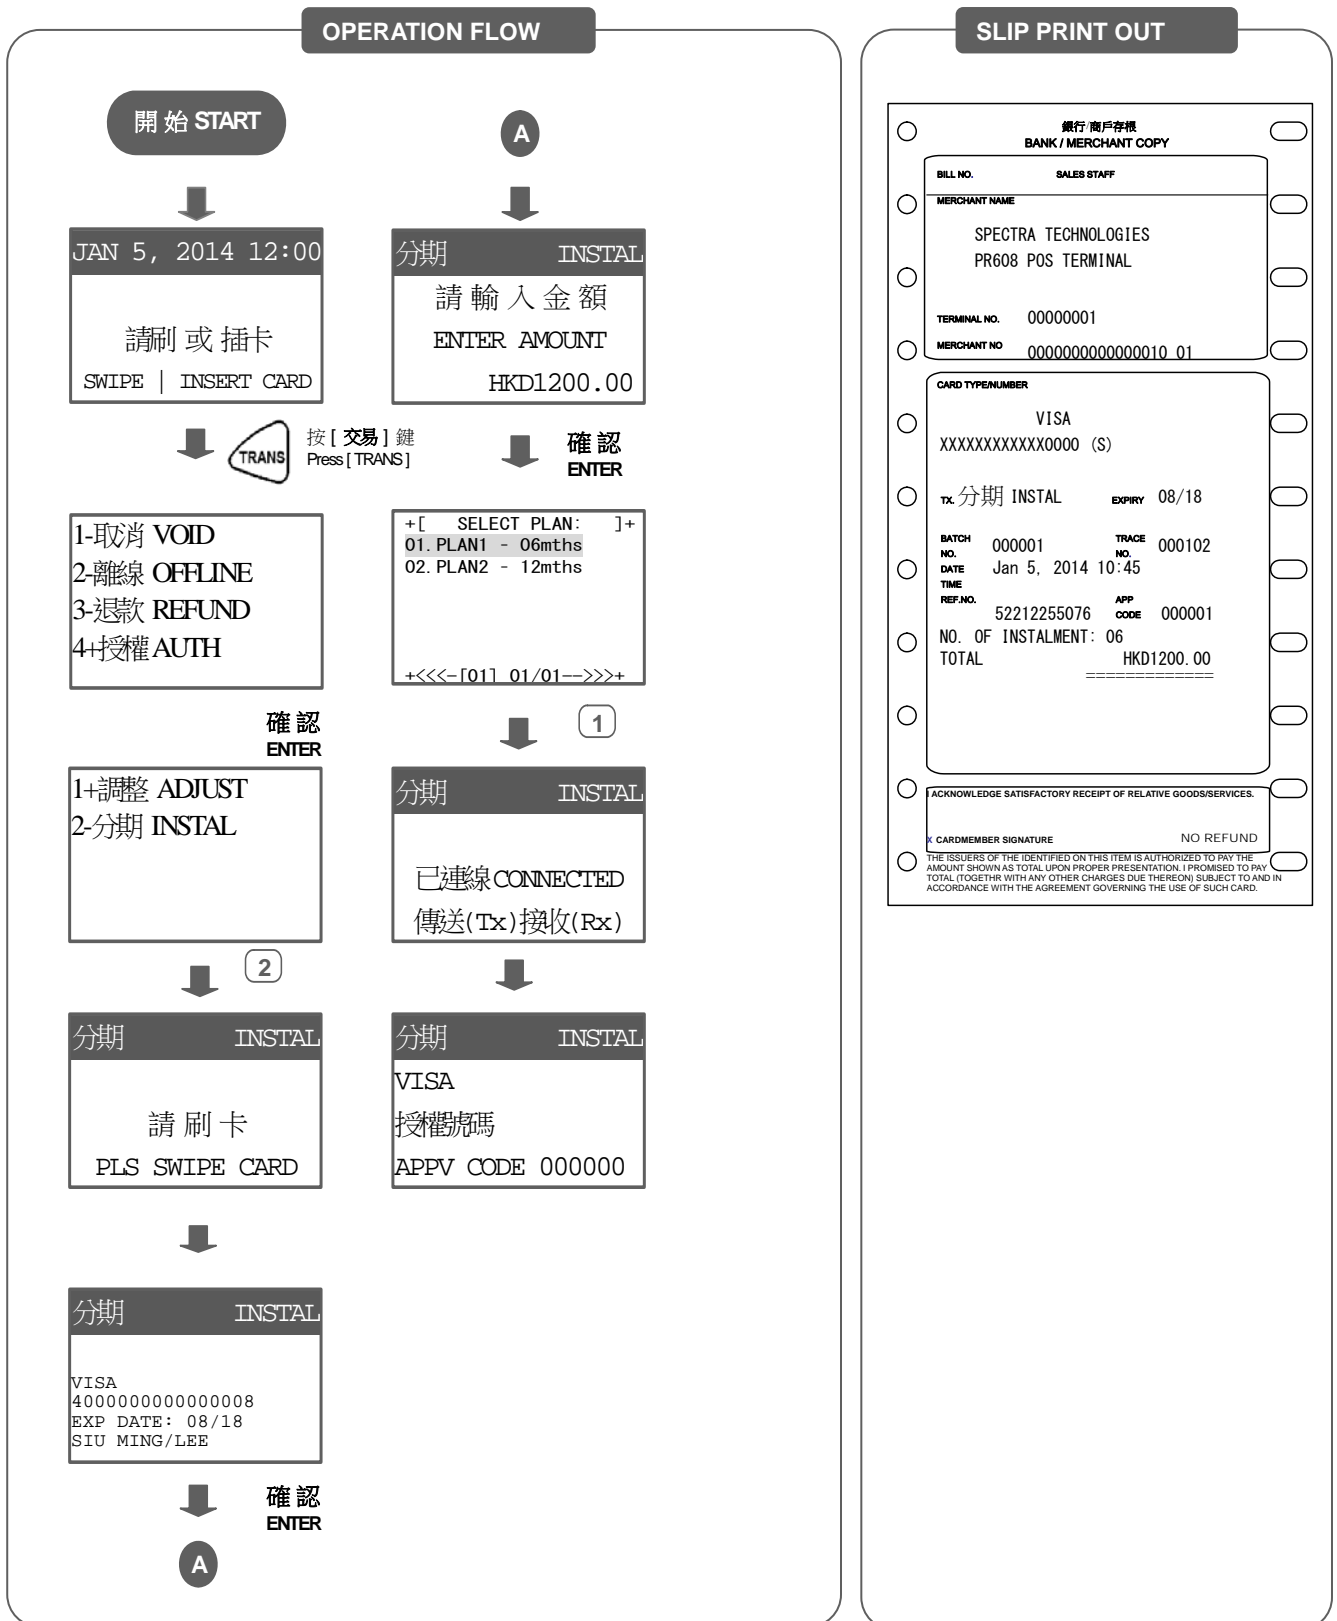 OPERATION FLOW
開始 START
JAN 5, 2014 12:00
請刷 或 插卡
SWIPE | INSERT CARD
TRANS
按 [ 交易 ] 鍵
Press [ TRANS ]
1-取消 VOID
2-離線 OFFLINE
3-退款 REFUND
4+授權 AUTH
確認
ENTER
1+調整 ADJUST
2-分期 INSTAL
2
分期 INSTAL
請 刷 卡
PLS SWIPE CARD
分期 INSTAL
VISA
4000000000000008
EXP DATE: 08/18
SIU MING/LEE
確認
ENTER
A
A
分期 INSTAL
請 輸 入 金 額
ENTER AMOUNT
HKD1200.00
確認
ENTER
+[ SELECT PLAN: ]+
01.PLAN1 - 06mths
02.PLAN2 - 12mths
+<<<-[01] 01/01-->>>+
1
分期 INSTAL
已連線 CONNECTED
傳送(Tx)接收(Rx)
分期 INSTAL
VISA
授權號碼
APPV CODE 000000
SLIP PRINT OUT
銀行/商戶存根
BANK / MERCHANT COPY
BILL NO. SALES STAFF
MERCHANT NAME
SPECTRA TECHNOLOGIES
PR608 POS TERMINAL
TERMINAL NO. 00000001
MERCHANT NO 0000000000000010 01
CARD TYPE/NUMBER
VISA
XXXXXXXXXXXX0000 (S)
TX. 分期 INSTAL EXPIRY 08/18
BATCH NO. 000001 TRACE NO. 000102
DATE TIME Jan 5, 2014 10:45
REF.NO. 52212255076 APP CODE 000001
NO. OF INSTALMENT: 06
TOTAL HKD1200.00
=============
I ACKNOWLEDGE SATISFACTORY RECEIPT OF RELATIVE GOODS/SERVICES.
X CARDMEMBER SIGNATURE NO REFUND
THE ISSUERS OF THE IDENTIFIED ON THIS ITEM IS AUTHORIZED TO PAY THE
AMOUNT SHOWN AS TOTAL UPON PROPER PRESENTATION. I PROMISED TO PAY
TOTAL (TOGETHR WITH ANY OTHER CHARGES DUE THEREON) SUBJECT TO AND IN
ACCORDANCE WITH THE AGREEMENT GOVERNING THE USE OF SUCH CARD.